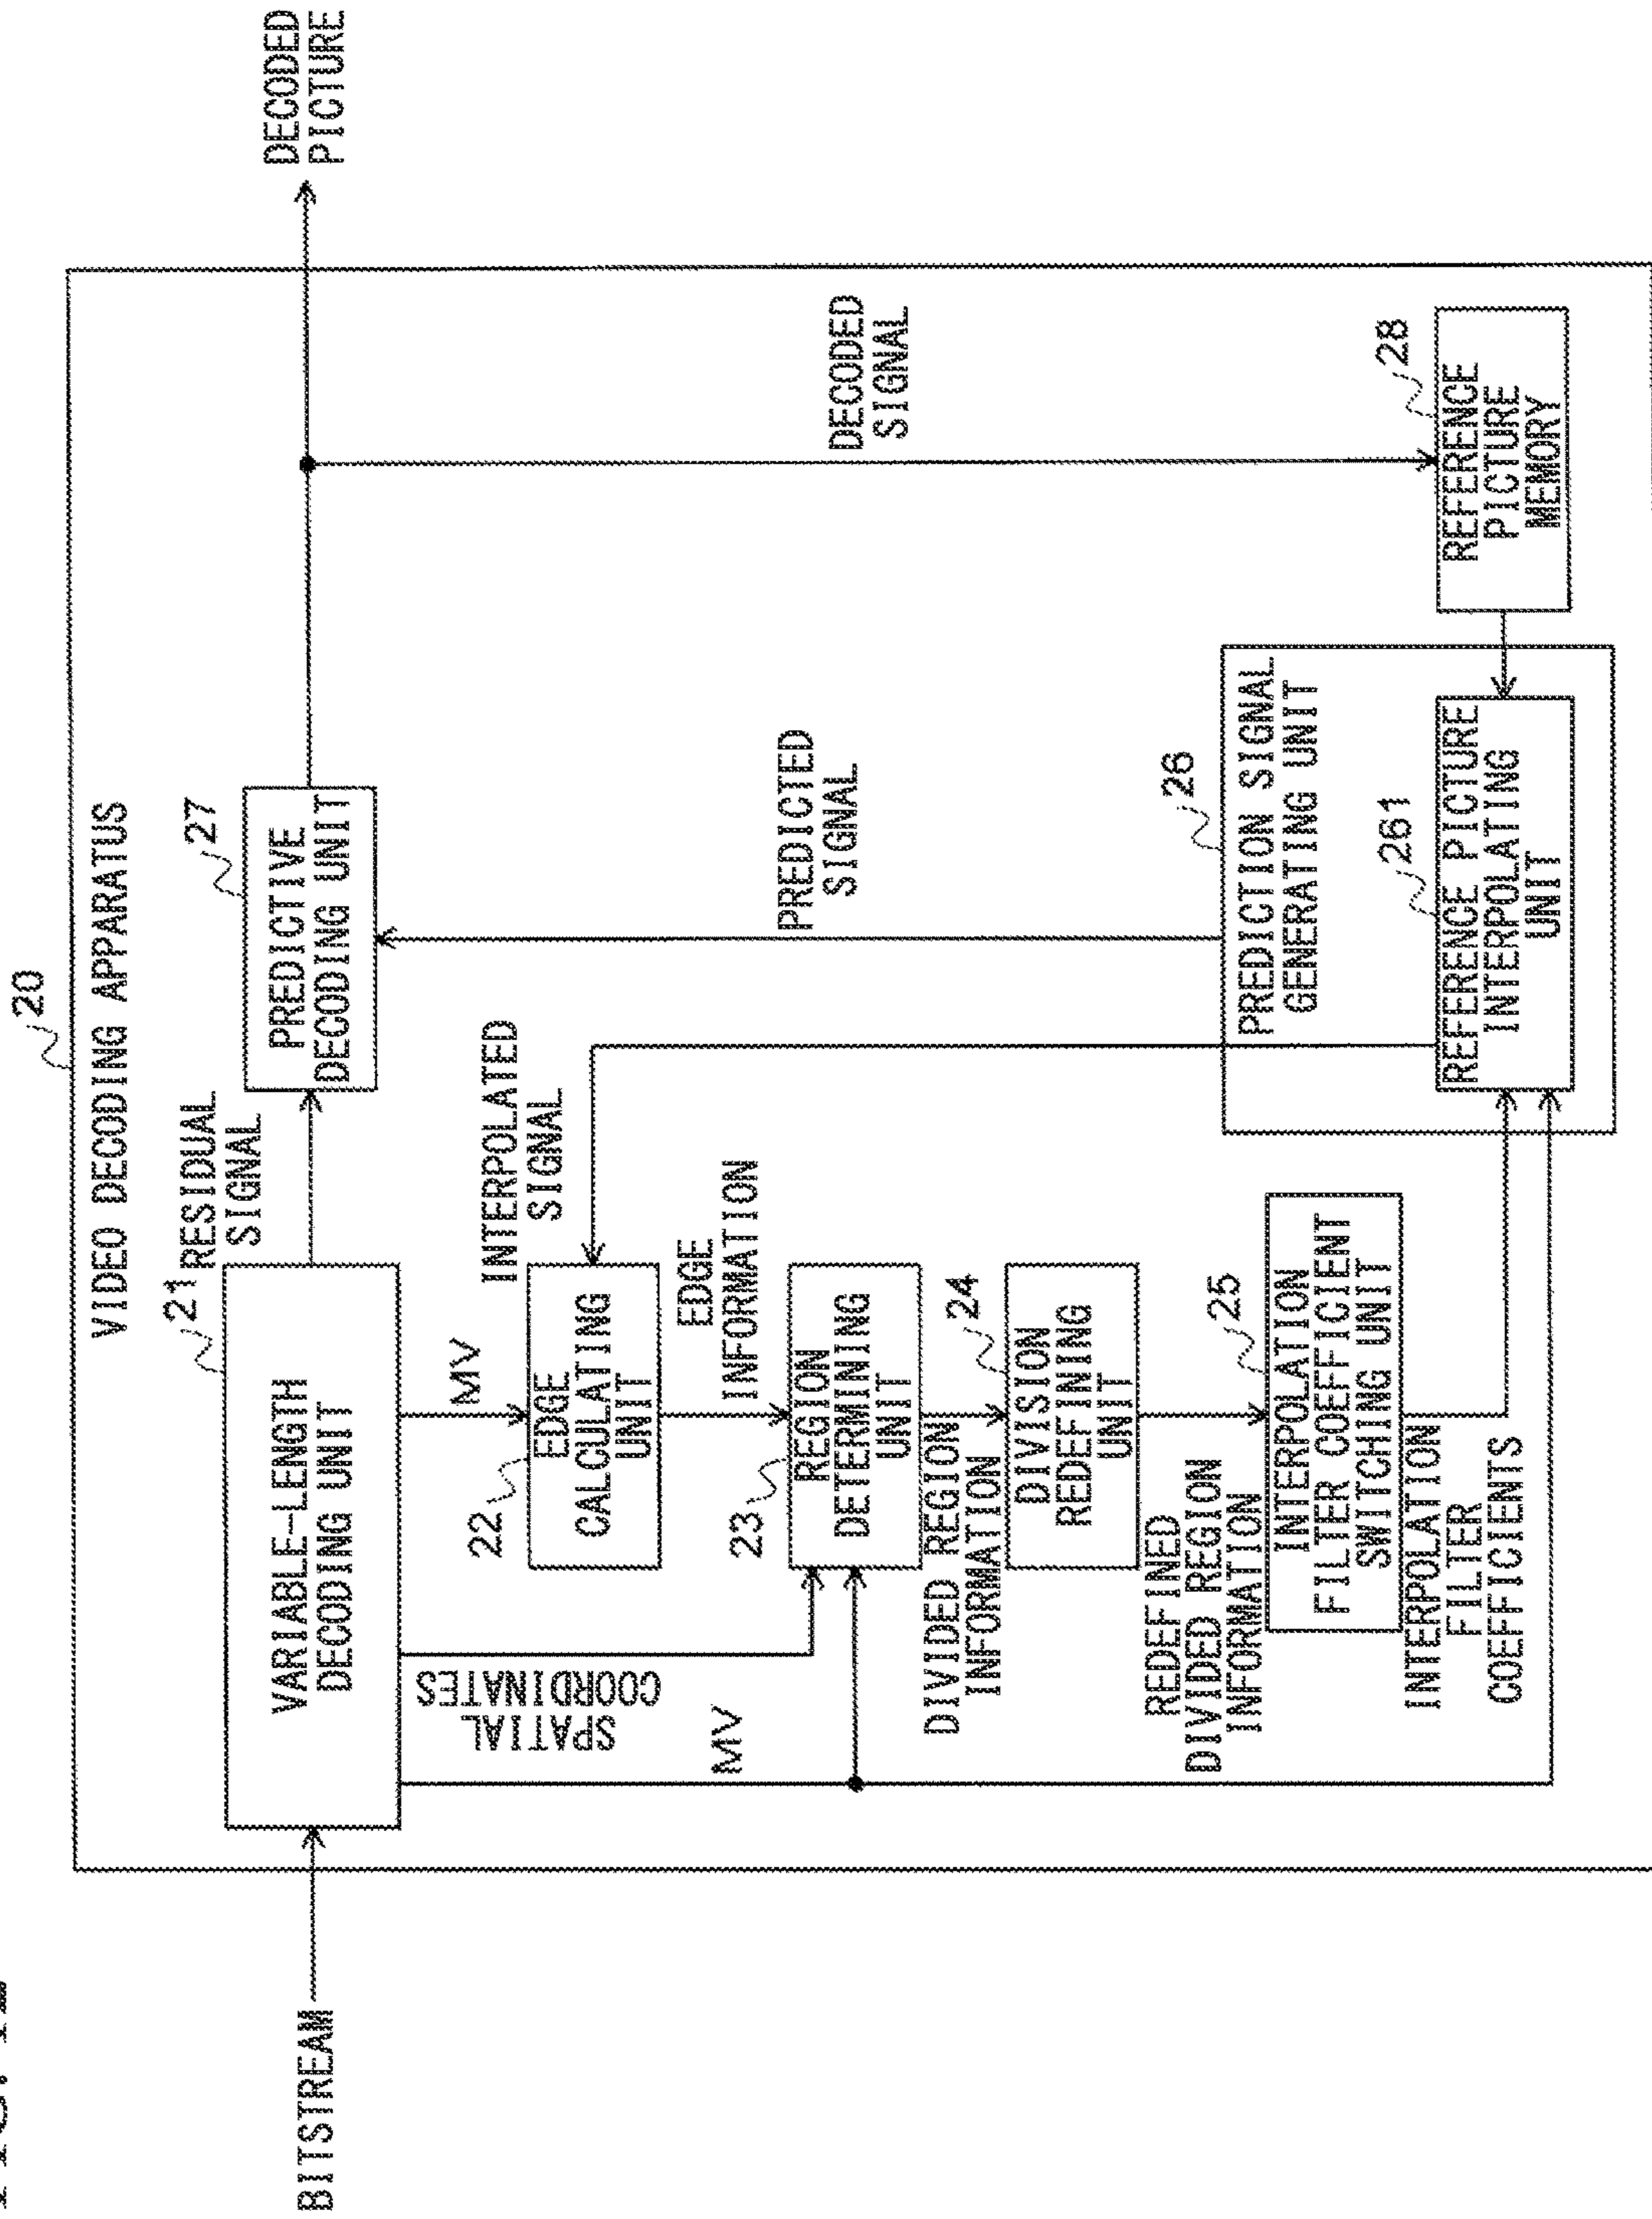 20
VIDEO DECODING APPARATUS
BITSTREAM
21
VARIABLE-LENGTH
DECODING UNIT
RESIDUAL
SIGNAL
27
PREDICTIVE
DECODING UNIT
DECODED
PICTURE
SPATIAL
COORDINATES
MV
MV
INTERPOLATED
SIGNAL
22
EDGE
CALCULATING
UNIT
EDGE
INFORMATION
23
REGION
DETERMINING
UNIT
DIVIDED REGION
INFORMATION
24
DIVISION
REDEFINING
UNIT
REDEFINED
DIVIDED REGION
INFORMATION
25
INTERPOLATION
FILTER COEFFICIENT
SWITCHING UNIT
INTERPOLATION
FILTER
COEFFICIENTS
PREDICTED
SIGNAL
26
PREDICTION SIGNAL
GENERATING UNIT
261
REFERENCE PICTURE
INTERPOLATING
UNIT
DECODED
SIGNAL
28
REFERENCE
PICTURE
MEMORY